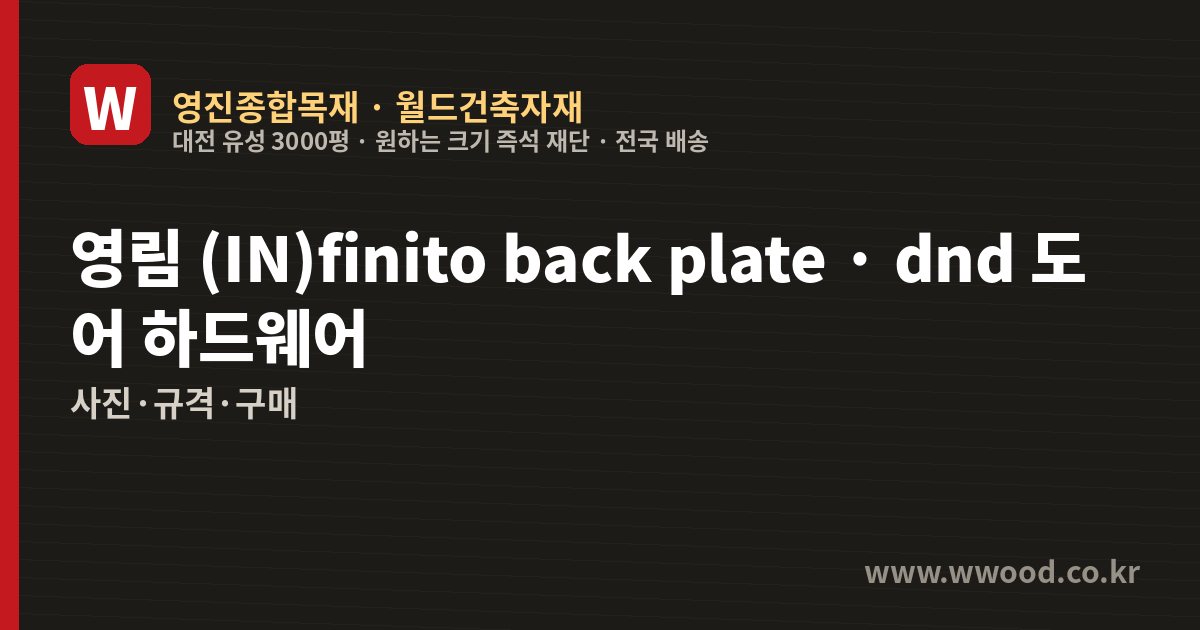 W
영진종합목재 · 월드건축자재
대전 유성 3000평 · 원하는 크기 즉석 재단 · 전국 배송
영림 (IN)finito back plate · dnd 도
어 하드웨어
사진·규격·구매
www.wwood.co.kr